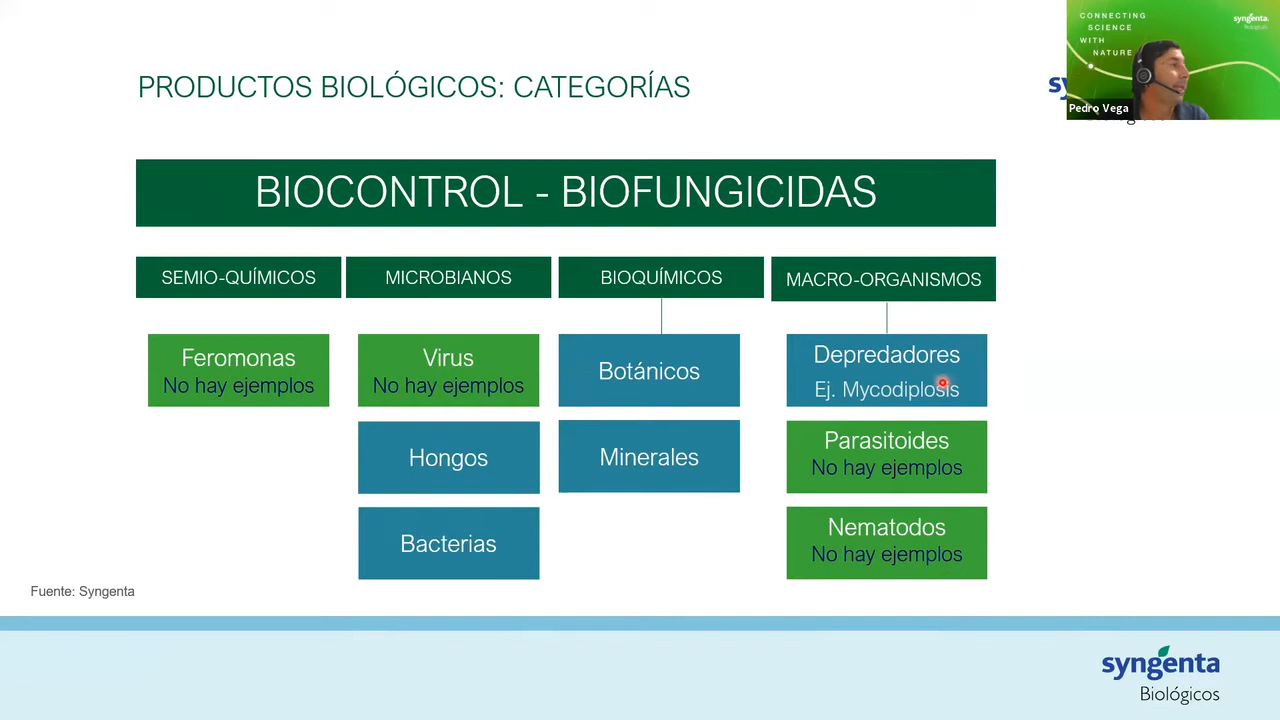 CONNECTING
SCIENCE
WITH
NATURE
syngenta
Pedro Vega
PRODUCTOS BIOLÓGICOS: CATEGORÍAS
sy
BIOCONTROL - BIOFUNGICIDAS
SEMIO-QUÍMICOS
MICROBIANOS
BIOQUÍMICOS
MACRO-ORGANISMOS
Feromonas
No hay ejemplos
Virus
No hay ejemplos
Hongos
Bacterias
Botánicos
Minerales
Depredadores
Ej. Mycodiplosis
Parasitoides
No hay ejemplos
Nematodos
No hay ejemplos
Fuente: Syngenta
syngenta
Biológicos